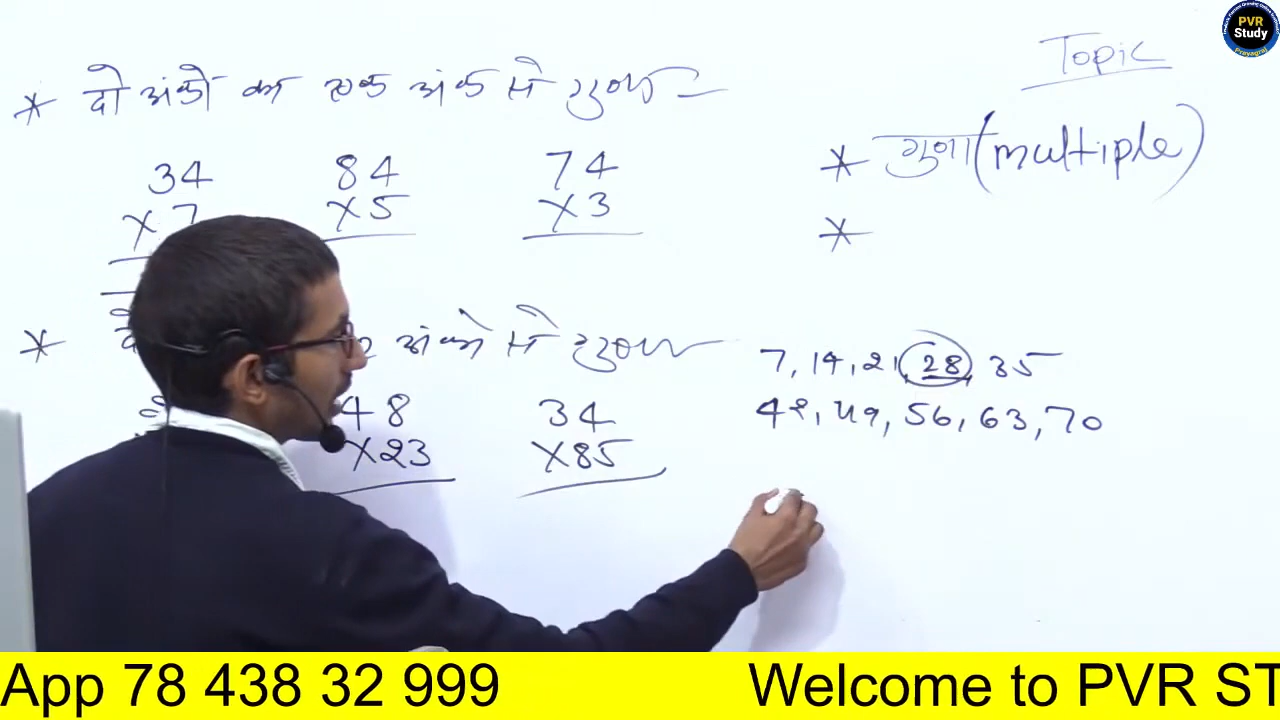 Topic
* दो अंकों का एक अंक से गुणा
* गुना (multiple)
34 84 74
×7 ×5 ×3
*
* अंको से गुणा
7, 14, 21, 28, 35
42, 49, 56, 63, 70
48 34
×23 ×85
PVR
Study
Prayagraj
App 78 438 32 999 Welcome to PVR ST